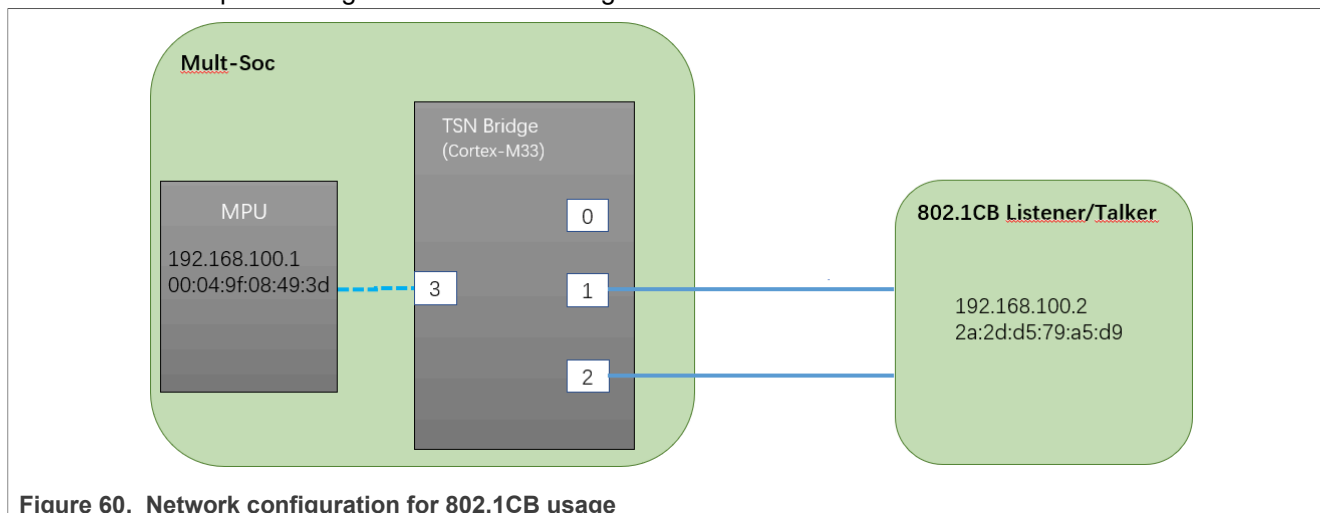 Mult-Soc
TSN Bridge
(Cortex-M33)
MPU
192.168.100.1
00:04:9f:08:49:3d
3
0
1
2
802.1CB Listener/Talker
192.168.100.2
2a:2d:d5:79:a5:d9
Figure 60. Network configuration for 802.1CB usage